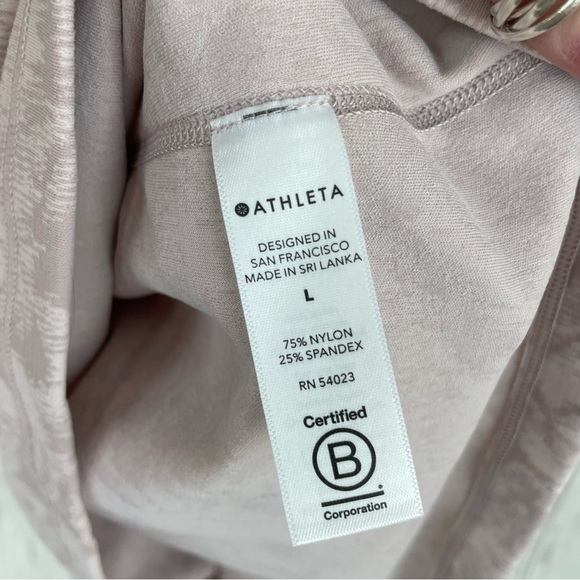 ATHLETA
DESIGNED IN
SAN FRANCISCO
MADE IN SRI LANKA
L
75% NYLON
25% SPANDEX
RN 54023
Certified
B
Corporation